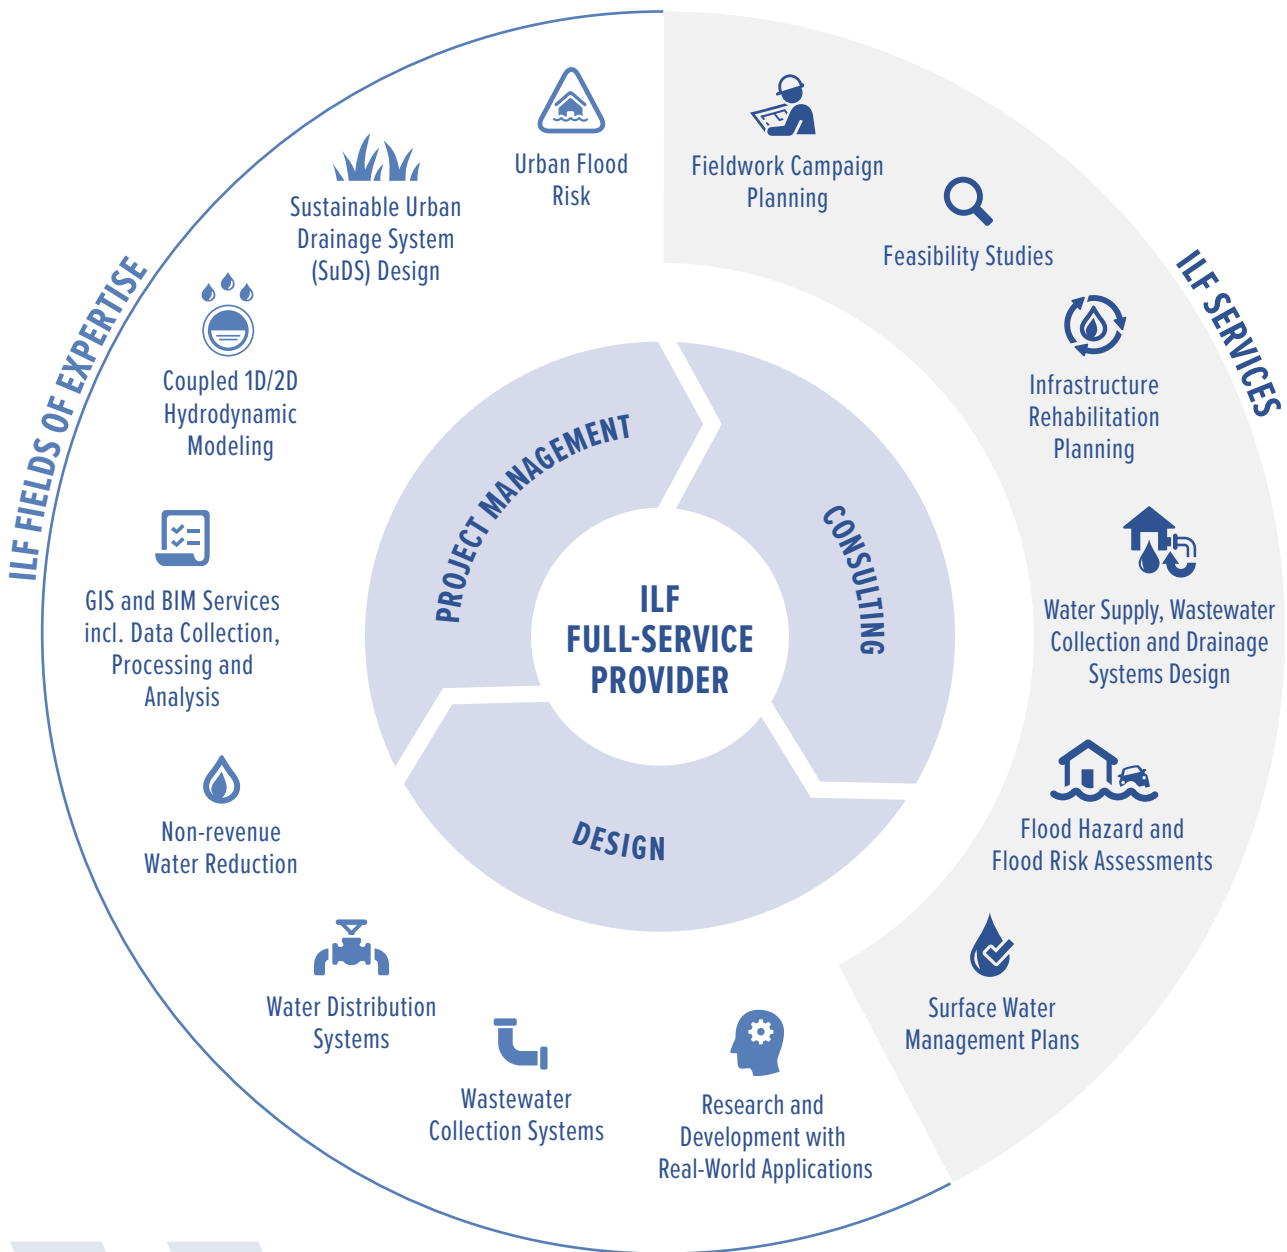 ILF FIELDS OF EXPERTISE
Urban Flood
Risk
Sustainable Urban
Drainage System
(SuDS) Design
Coupled 1D/2D
Hydrodynamic
Modeling
GIS and BIM Services
incl. Data Collection,
Processing and
Analysis
Non-revenue
Water Reduction
Water Distribution
Systems
Wastewater
Collection Systems
Research and
Development with
Real-World Applications
ILF SERVICES
Fieldwork Campaign
Planning
Feasibility Studies
Infrastructure
Rehabilitation
Planning
Water Supply, Wastewater
Collection and Drainage
Systems Design
Flood Hazard and
Flood Risk Assessments
Surface Water
Management Plans
PROJECT MANAGEMENT
CONSULTING
DESIGN
ILF
FULL-SERVICE
PROVIDER